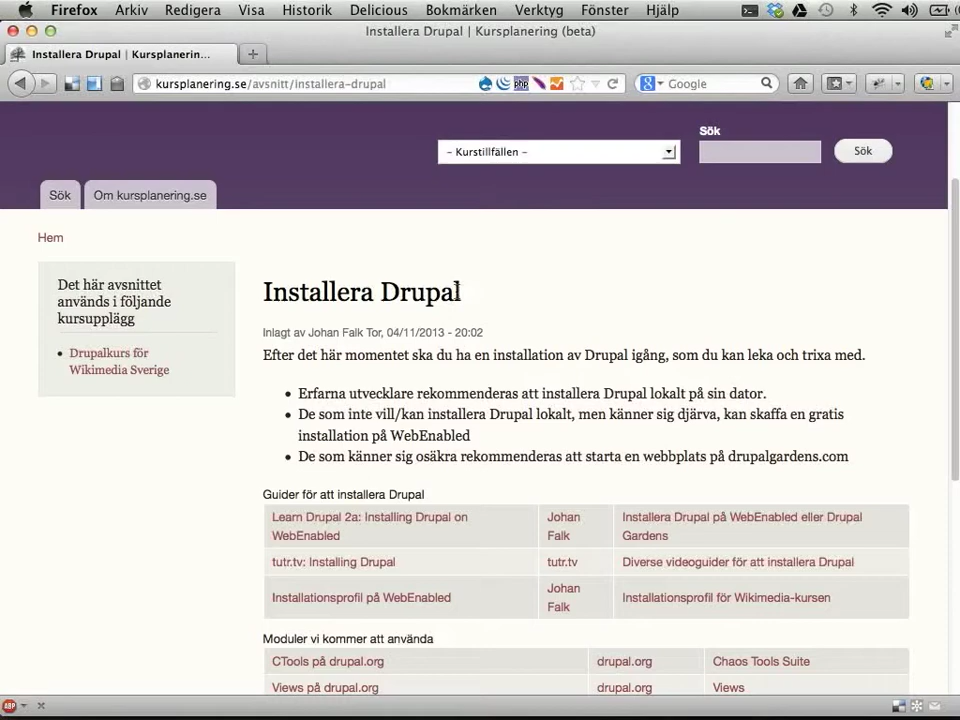 Firefox Arkiv Redigera Visa Historik Delicious Bokmärken Verktyg Fönster Hjälp
Installera Drupal | Kursplanering (beta)
Installera Drupal | Kursplanerin...
kursplanering.se/avsnitt/installera-drupal
php
Google
- Kurstillfällen -
Sök
Sök
Sök
Om kursplanering.se
Hem
Det här avsnittet
används i följande
kursupplägg
Drupalkurs för
Wikimedia Sverige
Installera Drupal
Inlagt av Johan Falk Tor, 04/11/2013 - 20:02
Efter det här momentet ska du ha en installation av Drupal igång, som du kan leka och trixa med.
Erfarna utvecklare rekommenderas att installera Drupal lokalt på sin dator.
De som inte vill/kan installera Drupal lokalt, men känner sig djärva, kan skaffa en gratis
installation på WebEnabled
De som känner sig osäkra rekommenderas att starta en webbplats på drupalgardens.com
Guider för att installera Drupal
Learn Drupal 2a: Installing Drupal on
WebEnabled
Johan
Falk
Installera Drupal på WebEnabled eller Drupal
Gardens
tutr.tv: Installing Drupal
tutr.tv
Diverse videoguider för att installera Drupal
Installationsprofil på WebEnabled
Johan
Falk
Installationsprofil för Wikimedia-kursen
Moduler vi kommer att använda
CTools på drupal.org
drupal.org
Chaos Tools Suite
Views på drupal.org
drupal.org
Views
ABP